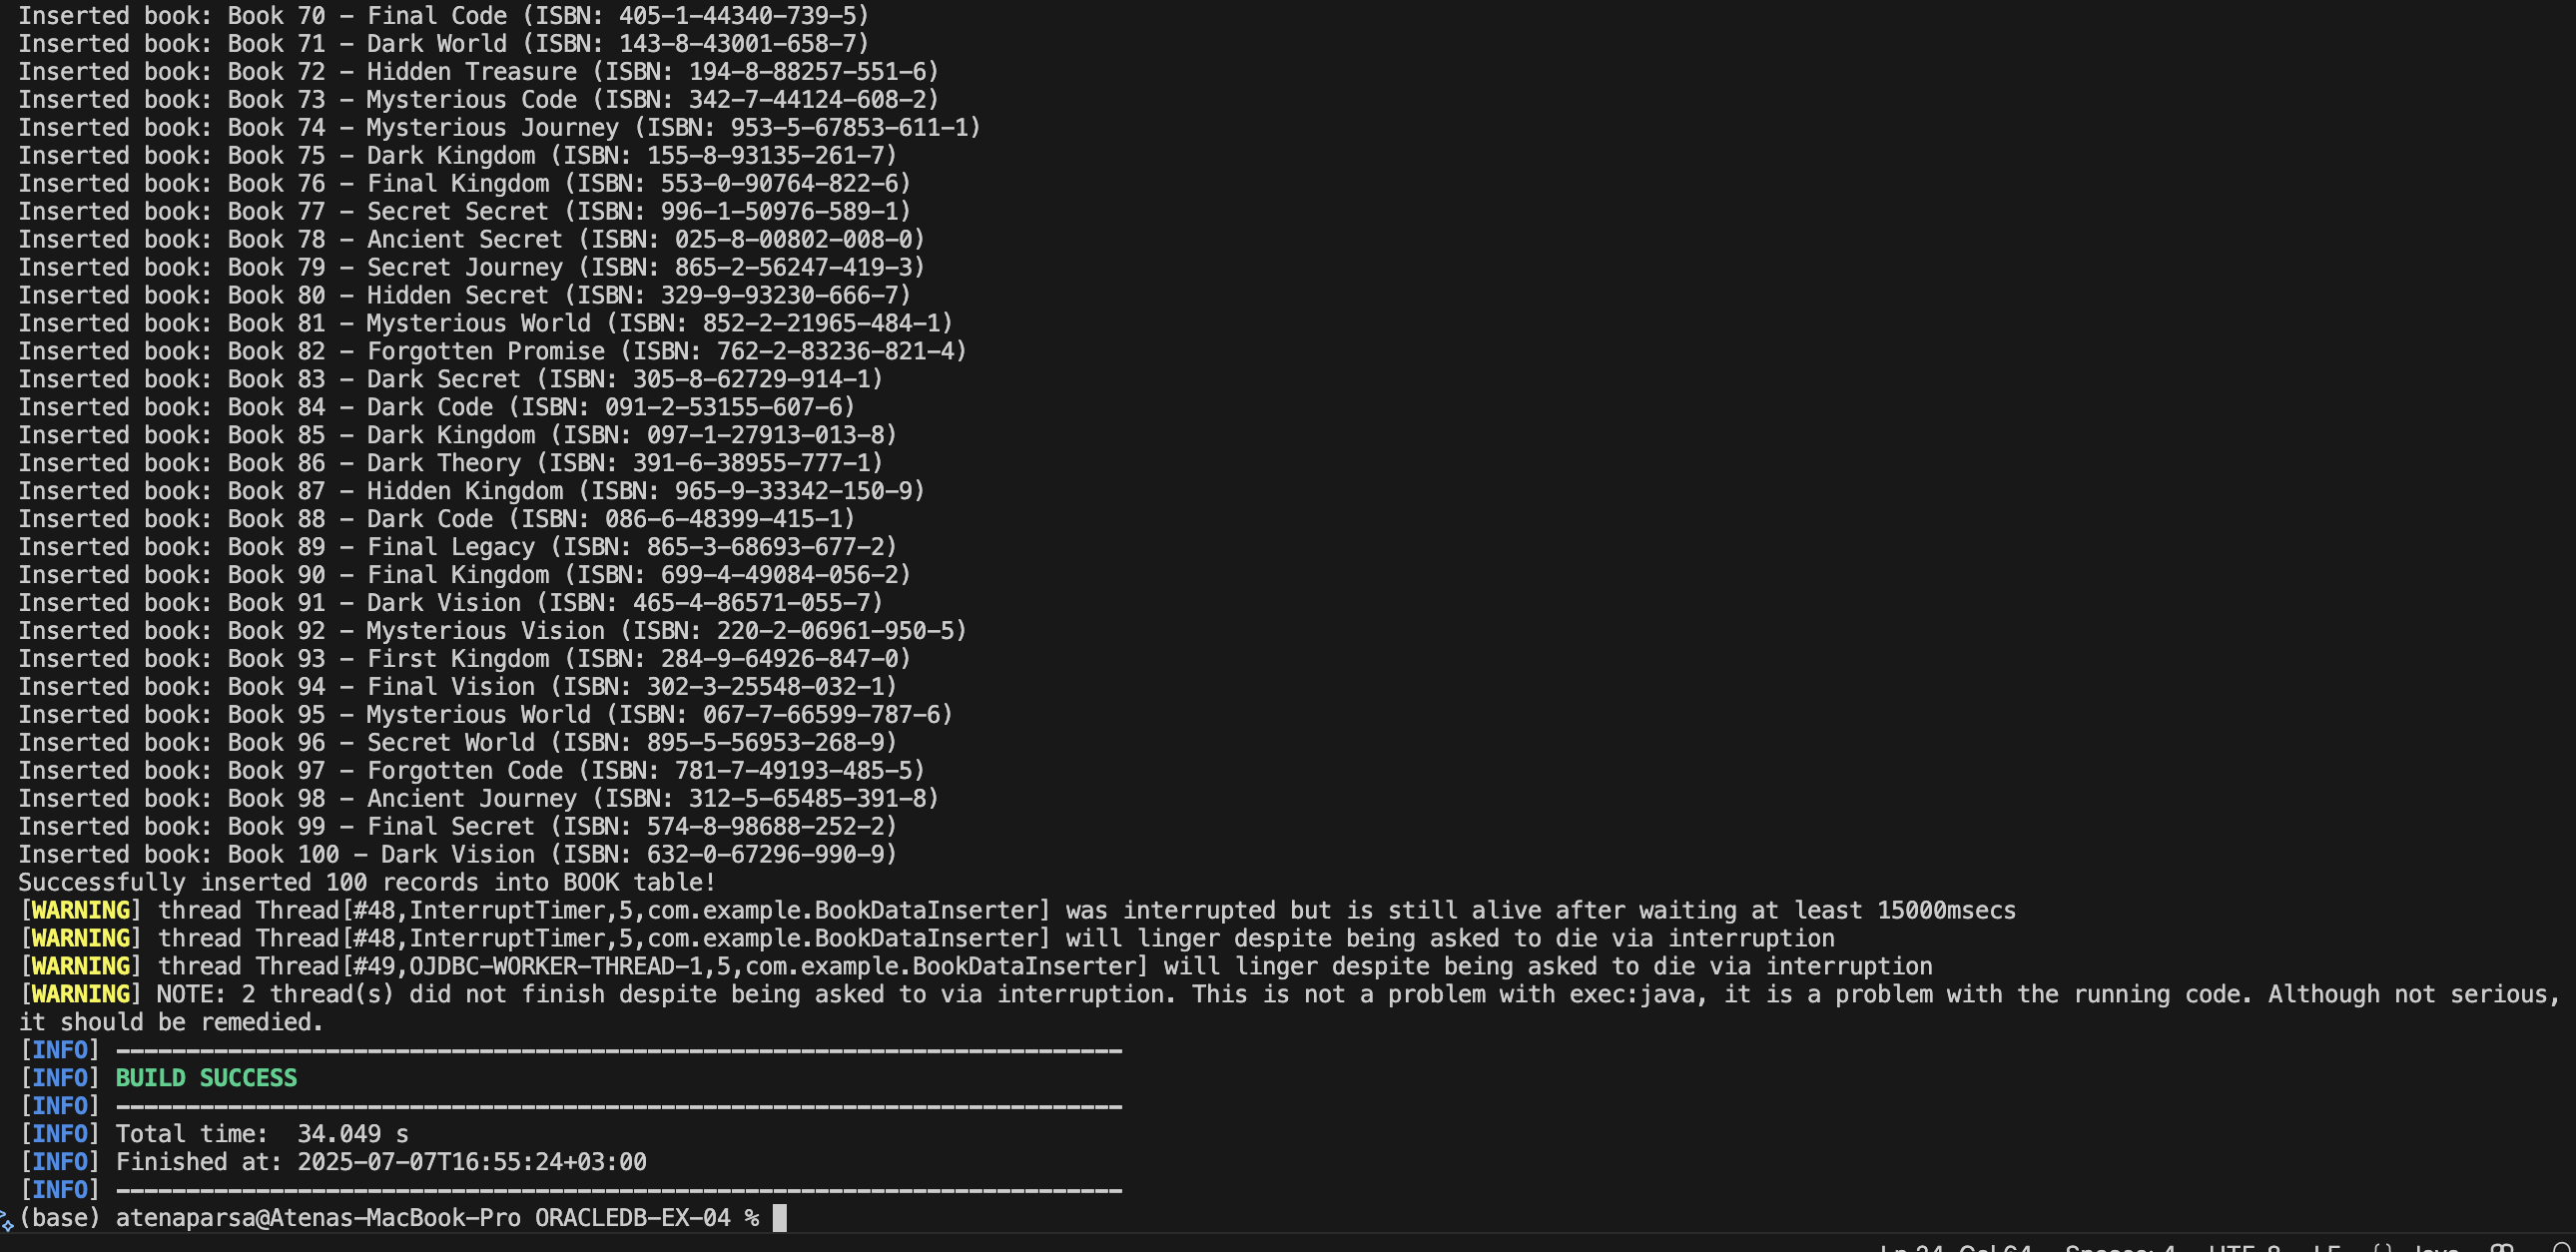 Inserted book: Book 70 – Final Code (ISBN: 405-1-44340-739-5)
Inserted book: Book 71 – Dark World (ISBN: 143-8-43001-658-7)
Inserted book: Book 72 – Hidden Treasure (ISBN: 194-8-88257-551-6)
Inserted book: Book 73 – Mysterious Code (ISBN: 342-7-44124-608-2)
Inserted book: Book 74 – Mysterious Journey (ISBN: 953-5-67853-611-1)
Inserted book: Book 75 – Dark Kingdom (ISBN: 155-8-93135-261-7)
Inserted book: Book 76 – Final Kingdom (ISBN: 553-0-90764-822-6)
Inserted book: Book 77 – Secret Secret (ISBN: 996-1-50976-589-1)
Inserted book: Book 78 – Ancient Secret (ISBN: 025-8-00802-008-0)
Inserted book: Book 79 – Secret Journey (ISBN: 865-2-56247-419-3)
Inserted book: Book 80 – Hidden Secret (ISBN: 329-9-93230-666-7)
Inserted book: Book 81 – Mysterious World (ISBN: 852-2-21965-484-1)
Inserted book: Book 82 – Forgotten Promise (ISBN: 762-2-83236-821-4)
Inserted book: Book 83 – Dark Secret (ISBN: 305-8-62729-914-1)
Inserted book: Book 84 – Dark Code (ISBN: 091-2-53155-607-6)
Inserted book: Book 85 – Dark Kingdom (ISBN: 097-1-27913-013-8)
Inserted book: Book 86 – Dark Theory (ISBN: 391-6-38955-777-1)
Inserted book: Book 87 – Hidden Kingdom (ISBN: 965-9-33342-150-9)
Inserted book: Book 88 – Dark Code (ISBN: 086-6-48399-415-1)
Inserted book: Book 89 – Final Legacy (ISBN: 865-3-68693-677-2)
Inserted book: Book 90 – Final Kingdom (ISBN: 699-4-49084-056-2)
Inserted book: Book 91 – Dark Vision (ISBN: 465-4-86571-055-7)
Inserted book: Book 92 – Mysterious Vision (ISBN: 220-2-06961-950-5)
Inserted book: Book 93 – First Kingdom (ISBN: 284-9-64926-847-0)
Inserted book: Book 94 – Final Vision (ISBN: 302-3-25548-032-1)
Inserted book: Book 95 – Mysterious World (ISBN: 067-7-66599-787-6)
Inserted book: Book 96 – Secret World (ISBN: 895-5-56953-268-9)
Inserted book: Book 97 – Forgotten Code (ISBN: 781-7-49193-485-5)
Inserted book: Book 98 – Ancient Journey (ISBN: 312-5-65485-391-8)
Inserted book: Book 99 – Final Secret (ISBN: 574-8-98688-252-2)
Inserted book: Book 100 – Dark Vision (ISBN: 632-0-67296-990-9)
Successfully inserted 100 records into BOOK table!
[WARNING] thread Thread[#48,InterruptTimer,5,com.example.BookDataInserter] was interrupted but is still alive after waiting at least 15000msecs
[WARNING] thread Thread[#48,InterruptTimer,5,com.example.BookDataInserter] will linger despite being asked to die via interruption
[WARNING] thread Thread[#49,OJDBC-WORKER-THREAD-1,5,com.example.BookDataInserter] will linger despite being asked to die via interruption
[WARNING] NOTE: 2 thread(s) did not finish despite being asked to via interruption. This is not a problem with exec:java, it is a problem with the running code. Although not serious,
it should be remedied.
[INFO] ------------------------------------------------------------------------
[INFO] BUILD SUCCESS
[INFO] ------------------------------------------------------------------------
[INFO] Total time:  34.049 s
[INFO] Finished at: 2025-07-07T16:55:24+03:00
[INFO] ------------------------------------------------------------------------
(base) atenaparsa@Atenas-MacBook-Pro ORACLEDB-EX-04 %